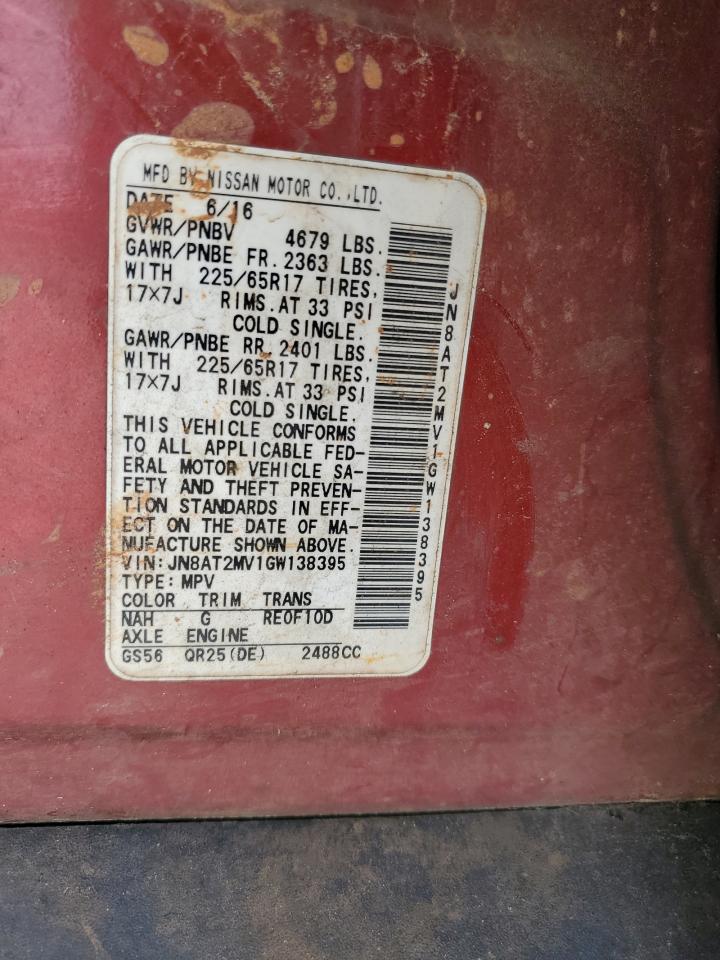 MFD BY NISSAN MOTOR CO.,LTD.
DATE 6/16
GVWR/PNBV 4679 LBS.
GAWR/PNBE FR. 2363 LBS.
WITH 225/65R17 TIRES,
17×7J RIMS.AT 33 PSI
COLD SINGLE.
GAWR/PNBE RR. 2401 LBS.
WITH 225/65R17 TIRES,
17×7J RIMS.AT 33 PSI
COLD SINGLE.
THIS VEHICLE CONFORMS
TO ALL APPLICABLE FED-
ERAL MOTOR VEHICLE SA-
FETY AND THEFT PREVEN-
TION STANDARDS IN EFF-
ECT ON THE DATE OF MA-
NUFACTURE SHOWN ABOVE.
VIN:JN8AT2MV1GW138395
TYPE:MPV
COLOR TRIM TRANS
NAH G RE0F10D
AXLE ENGINE
GS56 QR25(DE) 2488CC
JN8AT2MV1GW138395